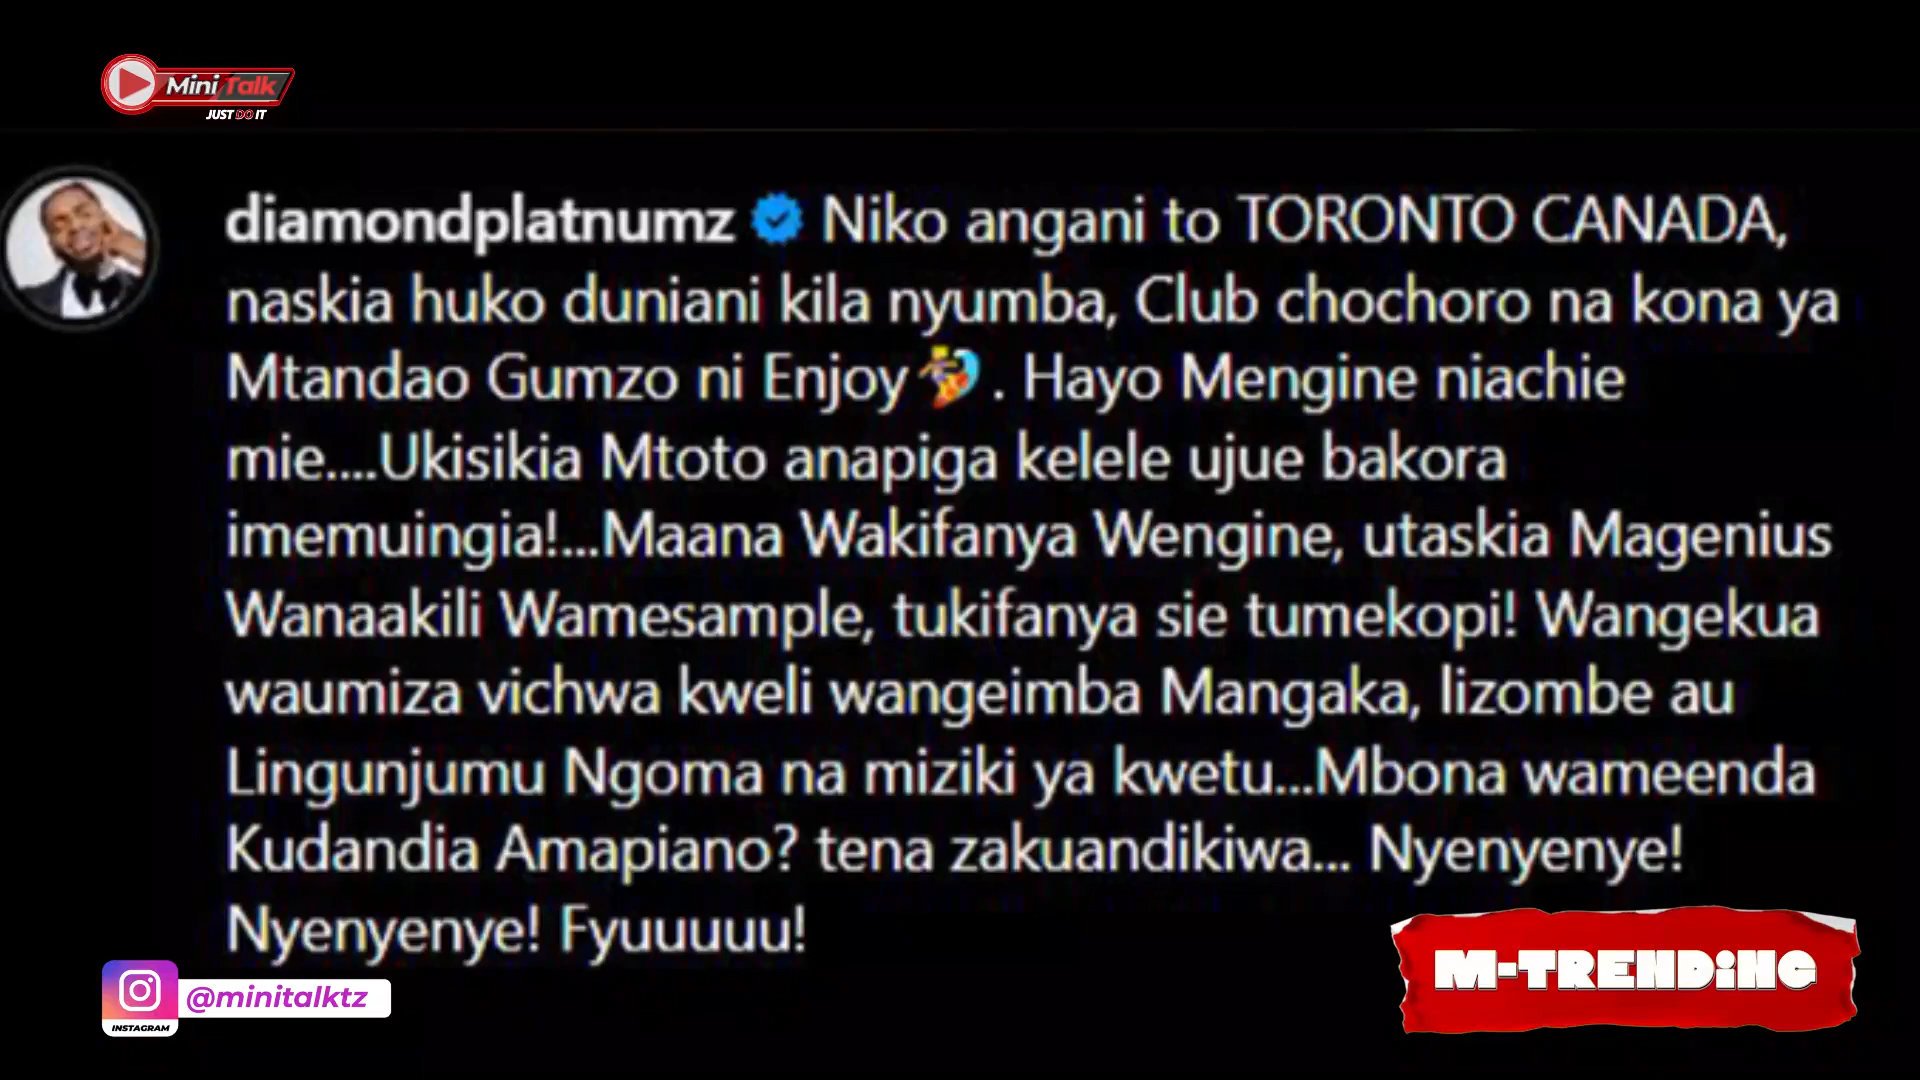 Mini Talk
JUST DO IT
diamondplatnumz Niko angani to TORONTO CANADA,
naskia huko duniani kila nyumba, Club chochoro na kona ya
Mtandao Gumzo ni Enjoy🏄. Hayo Mengine niachie
mie....Ukisikia Mtoto anapiga kelele ujue bakora
imemuingia!...Maana Wakifanya Wengine, utaskia Magenius
Wanaakili Wamesample, tukifanya sie tumekopi! Wangekua
waumiza vichwa kweli wangeimba Mangaka, lizombe au
Lingunjumu Ngoma na miziki ya kwetu...Mbona wameenda
Kudandia Amapiano? tena zakuandikiwa... Nyenyenye!
Nyenyenye! Fyuuuuu!
M-TRENDiNG
@minitalktz
INSTAGRAM